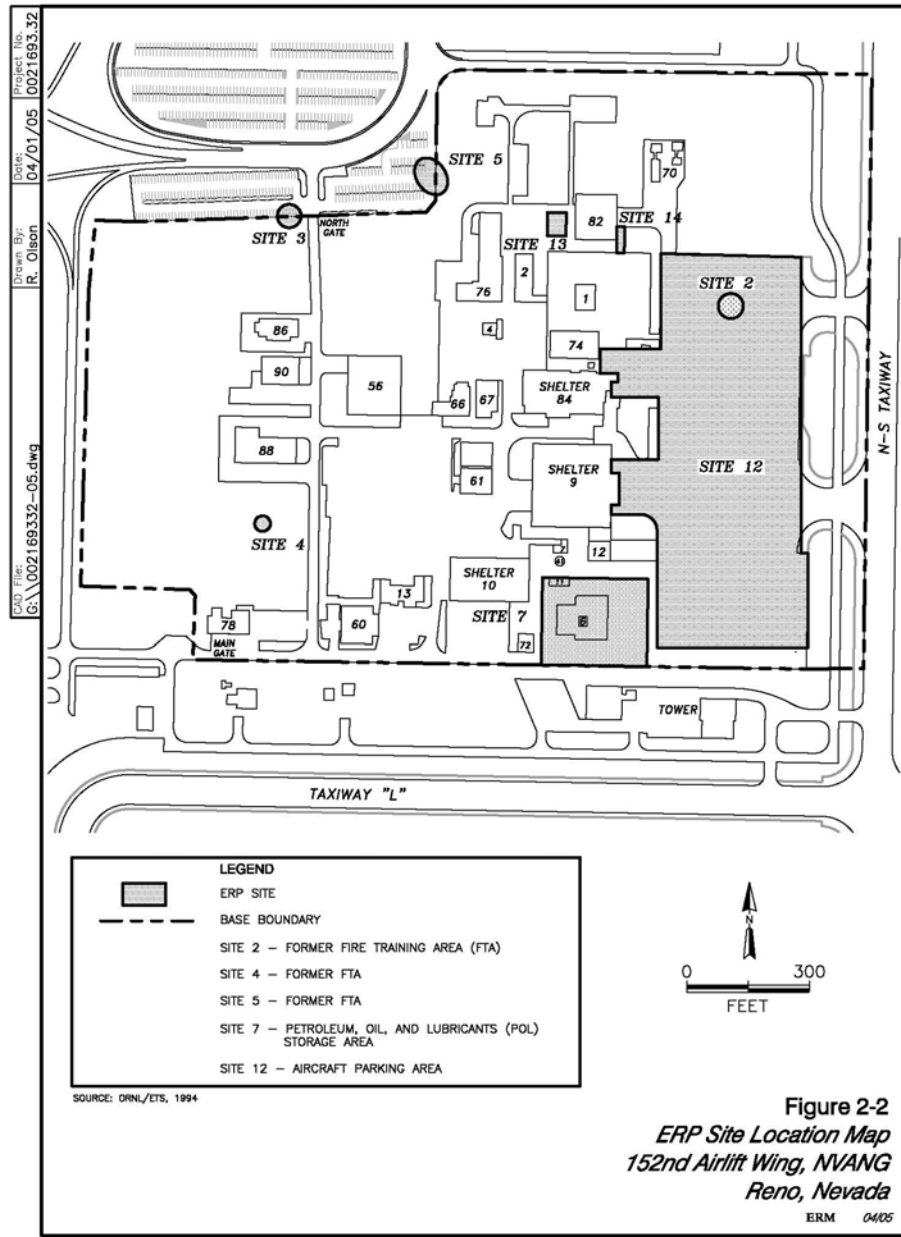 Project No.
0021693.32
Date:
04/01/05
Drawn By:
R. Olson
CAD File:
G:\\002169332-05.dwg
SITE 5
70
SITE 3
NORTH
GATE
82
SITE 14
SITE 13
2
76
1
SITE 2
4
86
74
90
56
SHELTER
84
66
67
N-S TAXIWAY
88
SHELTER
9
61
SITE 12
SITE 4
12
SHELTER
10
13
11
SITE 7
78
60
72
MAIN
GATE
TOWER
TAXIWAY "L"
LEGEND
ERP SITE
BASE BOUNDARY
SITE 2 – FORMER FIRE TRAINING AREA (FTA)
SITE 4 – FORMER FTA
SITE 5 – FORMER FTA
SITE 7 – PETROLEUM, OIL, AND LUBRICANTS (POL)
STORAGE AREA
SITE 12 – AIRCRAFT PARKING AREA
N
0 300
FEET
SOURCE: ORNL/ETS, 1994
Figure 2-2
ERP Site Location Map
152nd Airlift Wing, NVANG
Reno, Nevada
ERM 04/05